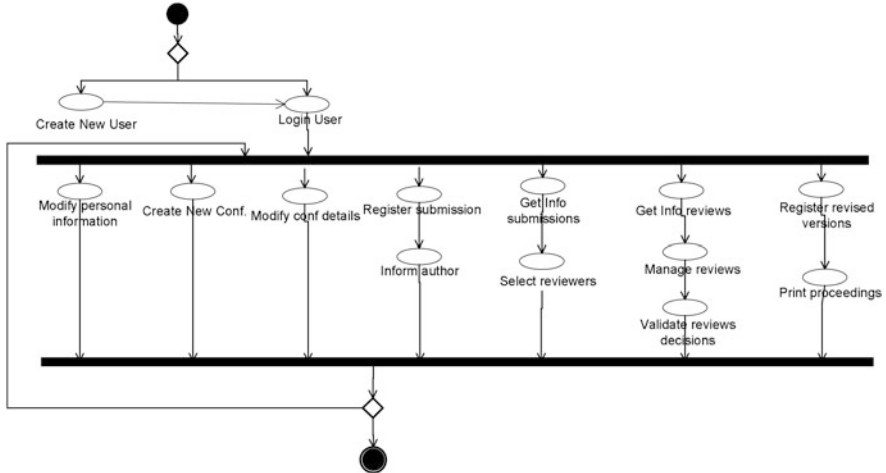 Create New User
Login User
Modify personal
information
Create New Conf.
Modify conf details
Register submission
Get Info
submissions
Get Info reviews
Register revised
versions
Inform author
Select reviewers
Manage reviews
Print proceedings
Validate reviews
decisions